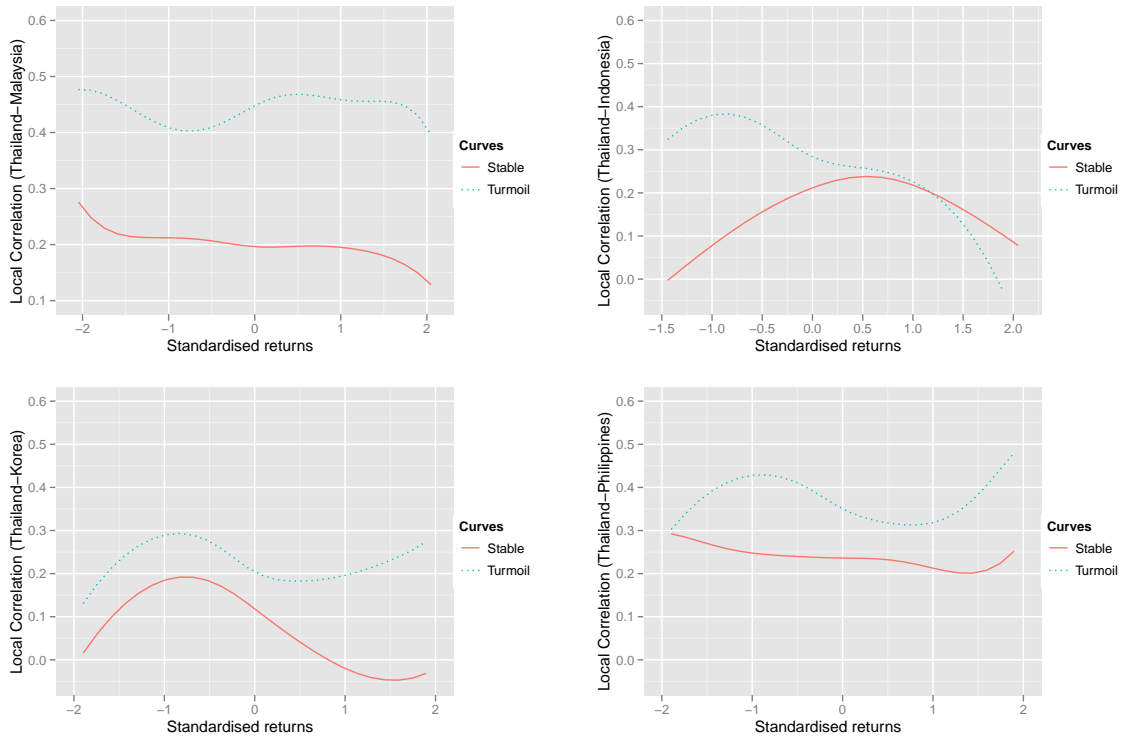 Local Correlation (Thailand−Malaysia)
0.6
0.5
0.4
0.3
0.2
0.1
−2 −1 0 1 2
Standardised returns
Curves
Stable
Turmoil
Local Correlation (Thailand−Indonesia)
0.6
0.5
0.4
0.3
0.2
0.1
0.0
−1.5 −1.0 −0.5 0.0 0.5 1.0 1.5 2.0
Standardised returns
Curves
Stable
Turmoil
Local Correlation (Thailand−Korea)
0.6
0.5
0.4
0.3
0.2
0.1
0.0
−2 −1 0 1 2
Standardised returns
Curves
Stable
Turmoil
Local Correlation (Thailand−Philippines)
0.6
0.5
0.4
0.3
0.2
0.1
0.0
−2 −1 0 1 2
Standardised returns
Curves
Stable
Turmoil